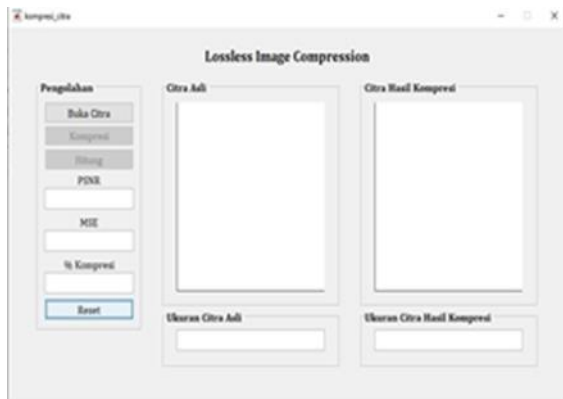 kompresi_citra
Lossless Image Compression
Pengolahan
Buka Citra
Kompresi
Hitung
PSNR
MSE
% Kompresi
Reset
Citra Asli
Ukuran Citra Asli
Citra Hasil Kompresi
Ukuran Citra Hasil Kompresi